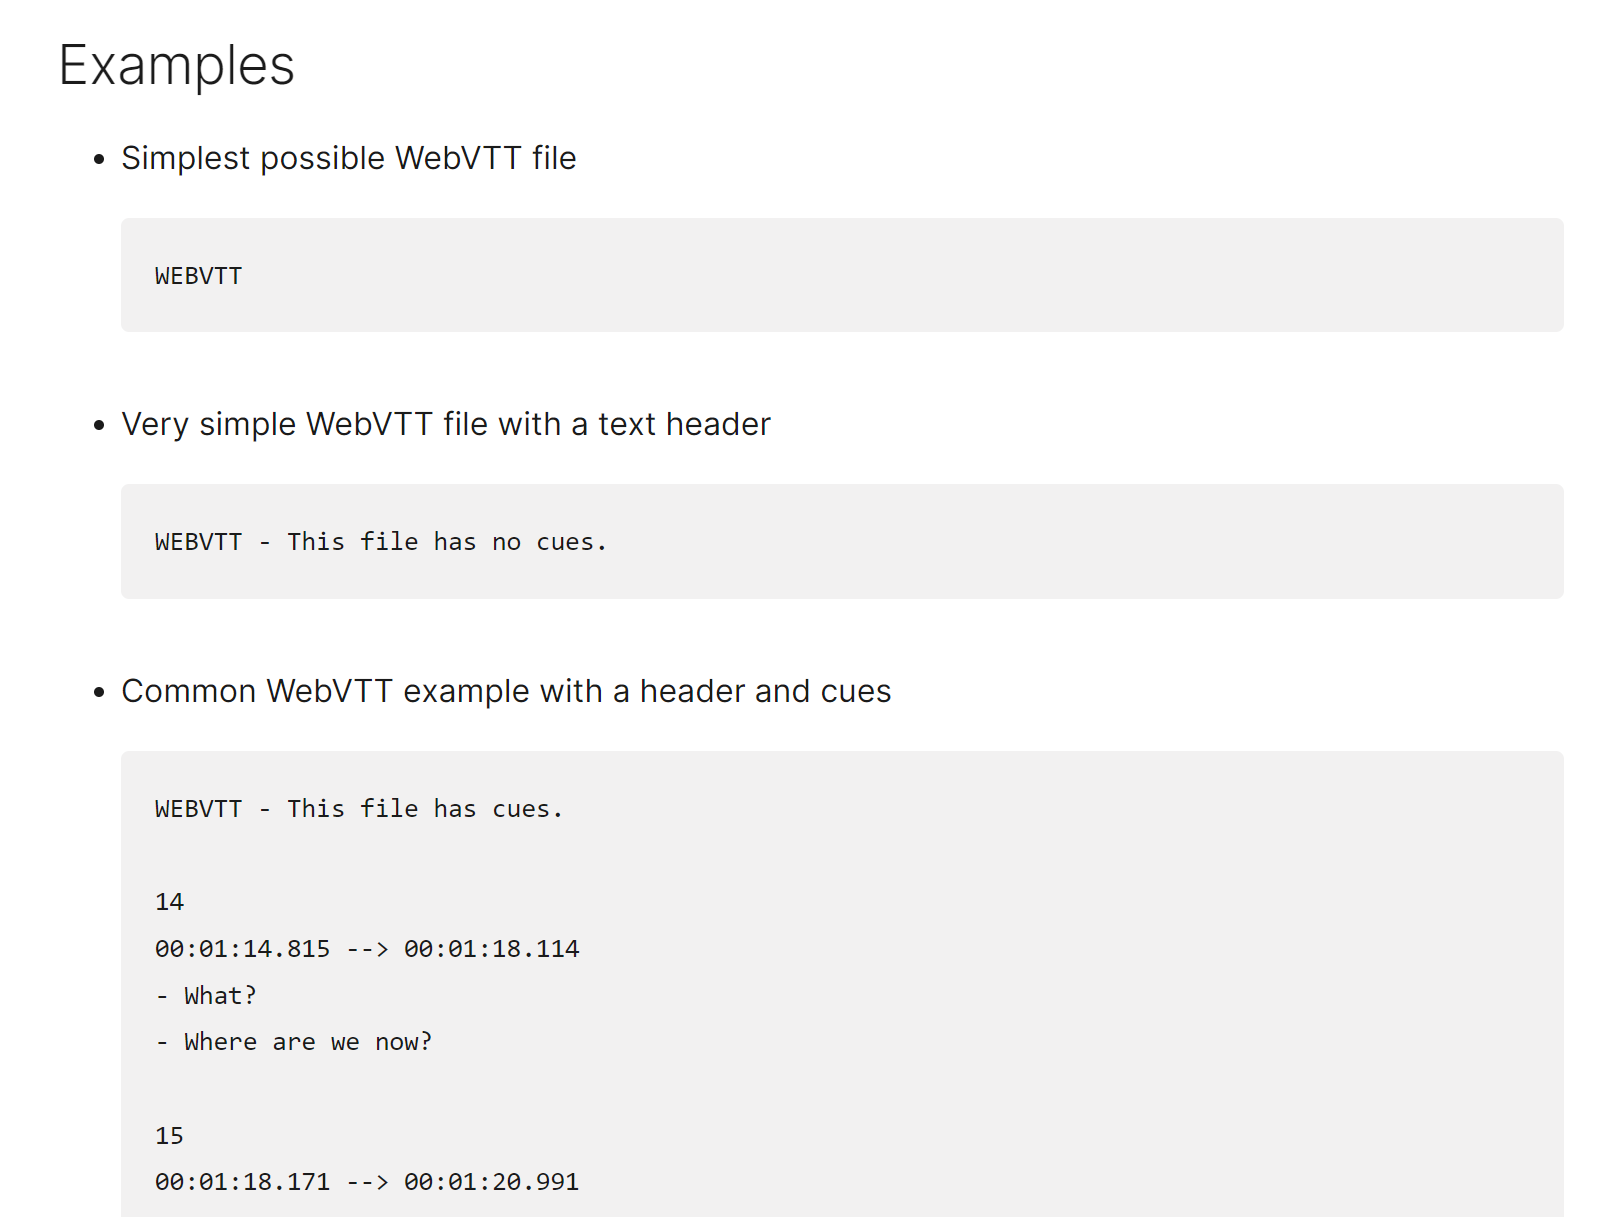 Examples
• Simplest possible WebVTT file
WEBVTT
• Very simple WebVTT file with a text header
WEBVTT - This file has no cues.
• Common WebVTT example with a header and cues
WEBVTT - This file has cues.
14
00:01:14.815 --> 00:01:18.114
- What?
- Where are we now?
15
00:01:18.171 --> 00:01:20.991